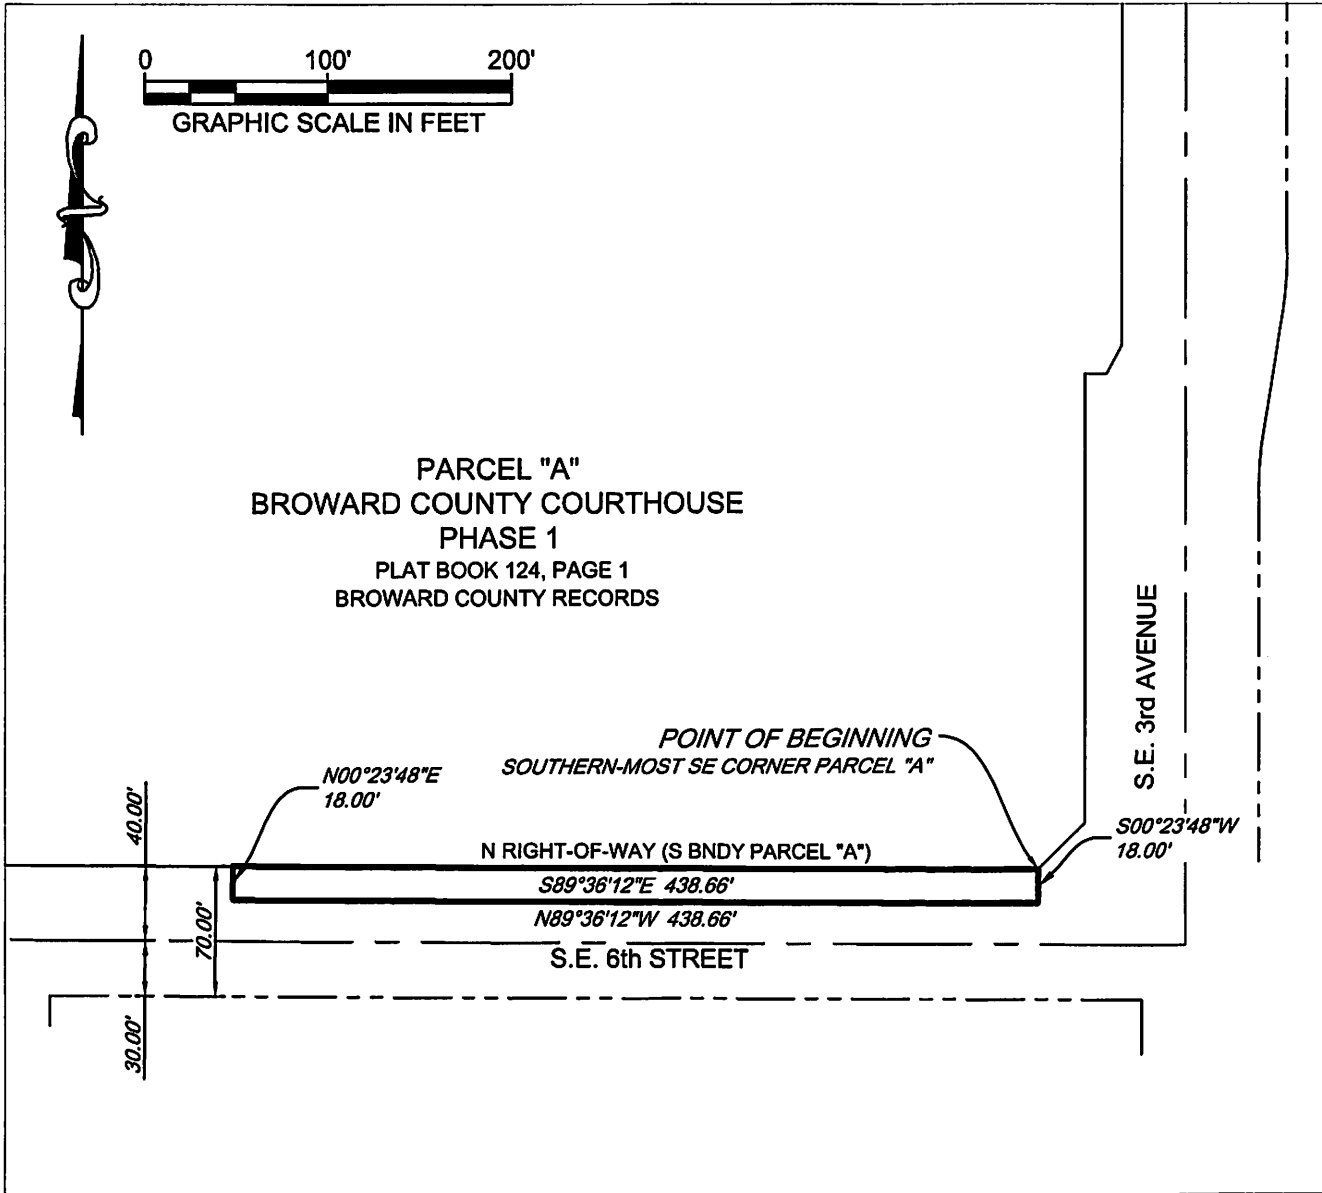 0 100' 200'
GRAPHIC SCALE IN FEET
PARCEL "A"
BROWARD COUNTY COURTHOUSE
PHASE 1
PLAT BOOK 124, PAGE 1
BROWARD COUNTY RECORDS
S.E. 3rd AVENUE
POINT OF BEGINNING
SOUTHERN-MOST SE CORNER PARCEL "A"
N00°23'48"E
18.00'
40.00'
S00°23'48"W
18.00'
N RIGHT-OF-WAY (S BNDY PARCEL "A")
S89°36'12"E 438.66'
N89°36'12"W 438.66'
70.00'
S.E. 6th STREET
30.00'